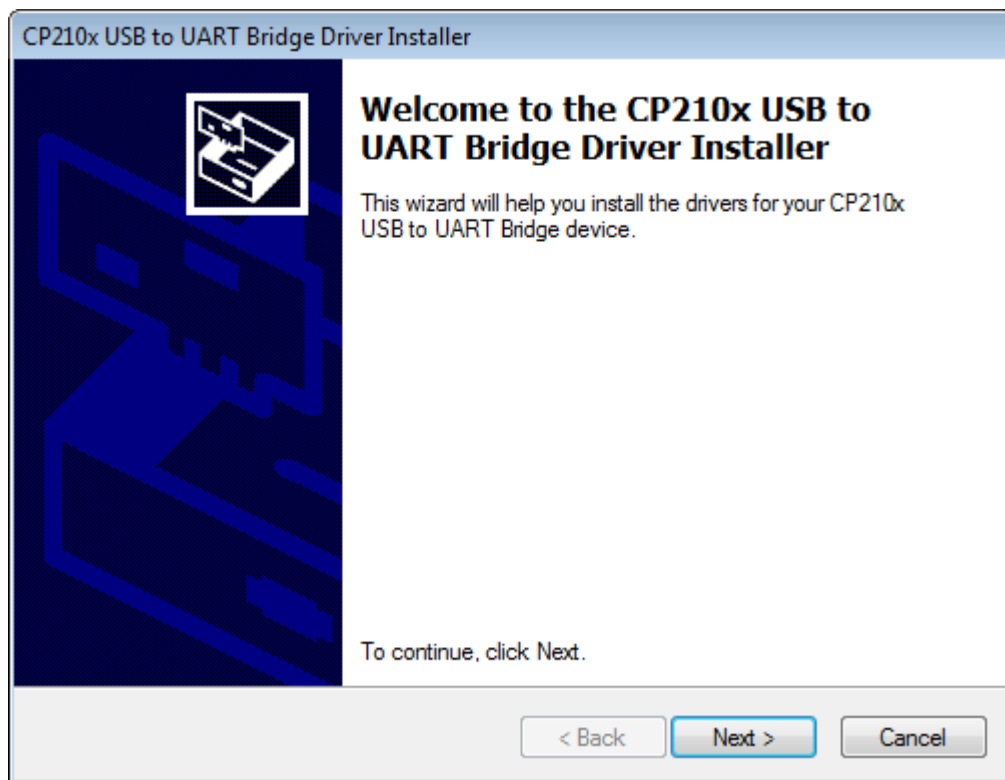 CP210x USB to UART Bridge Driver Installer
Welcome to the CP210x USB to
UART Bridge Driver Installer
This wizard will help you install the drivers for your CP210x
USB to UART Bridge device.
To continue, click Next.
< Back
Next >
Cancel